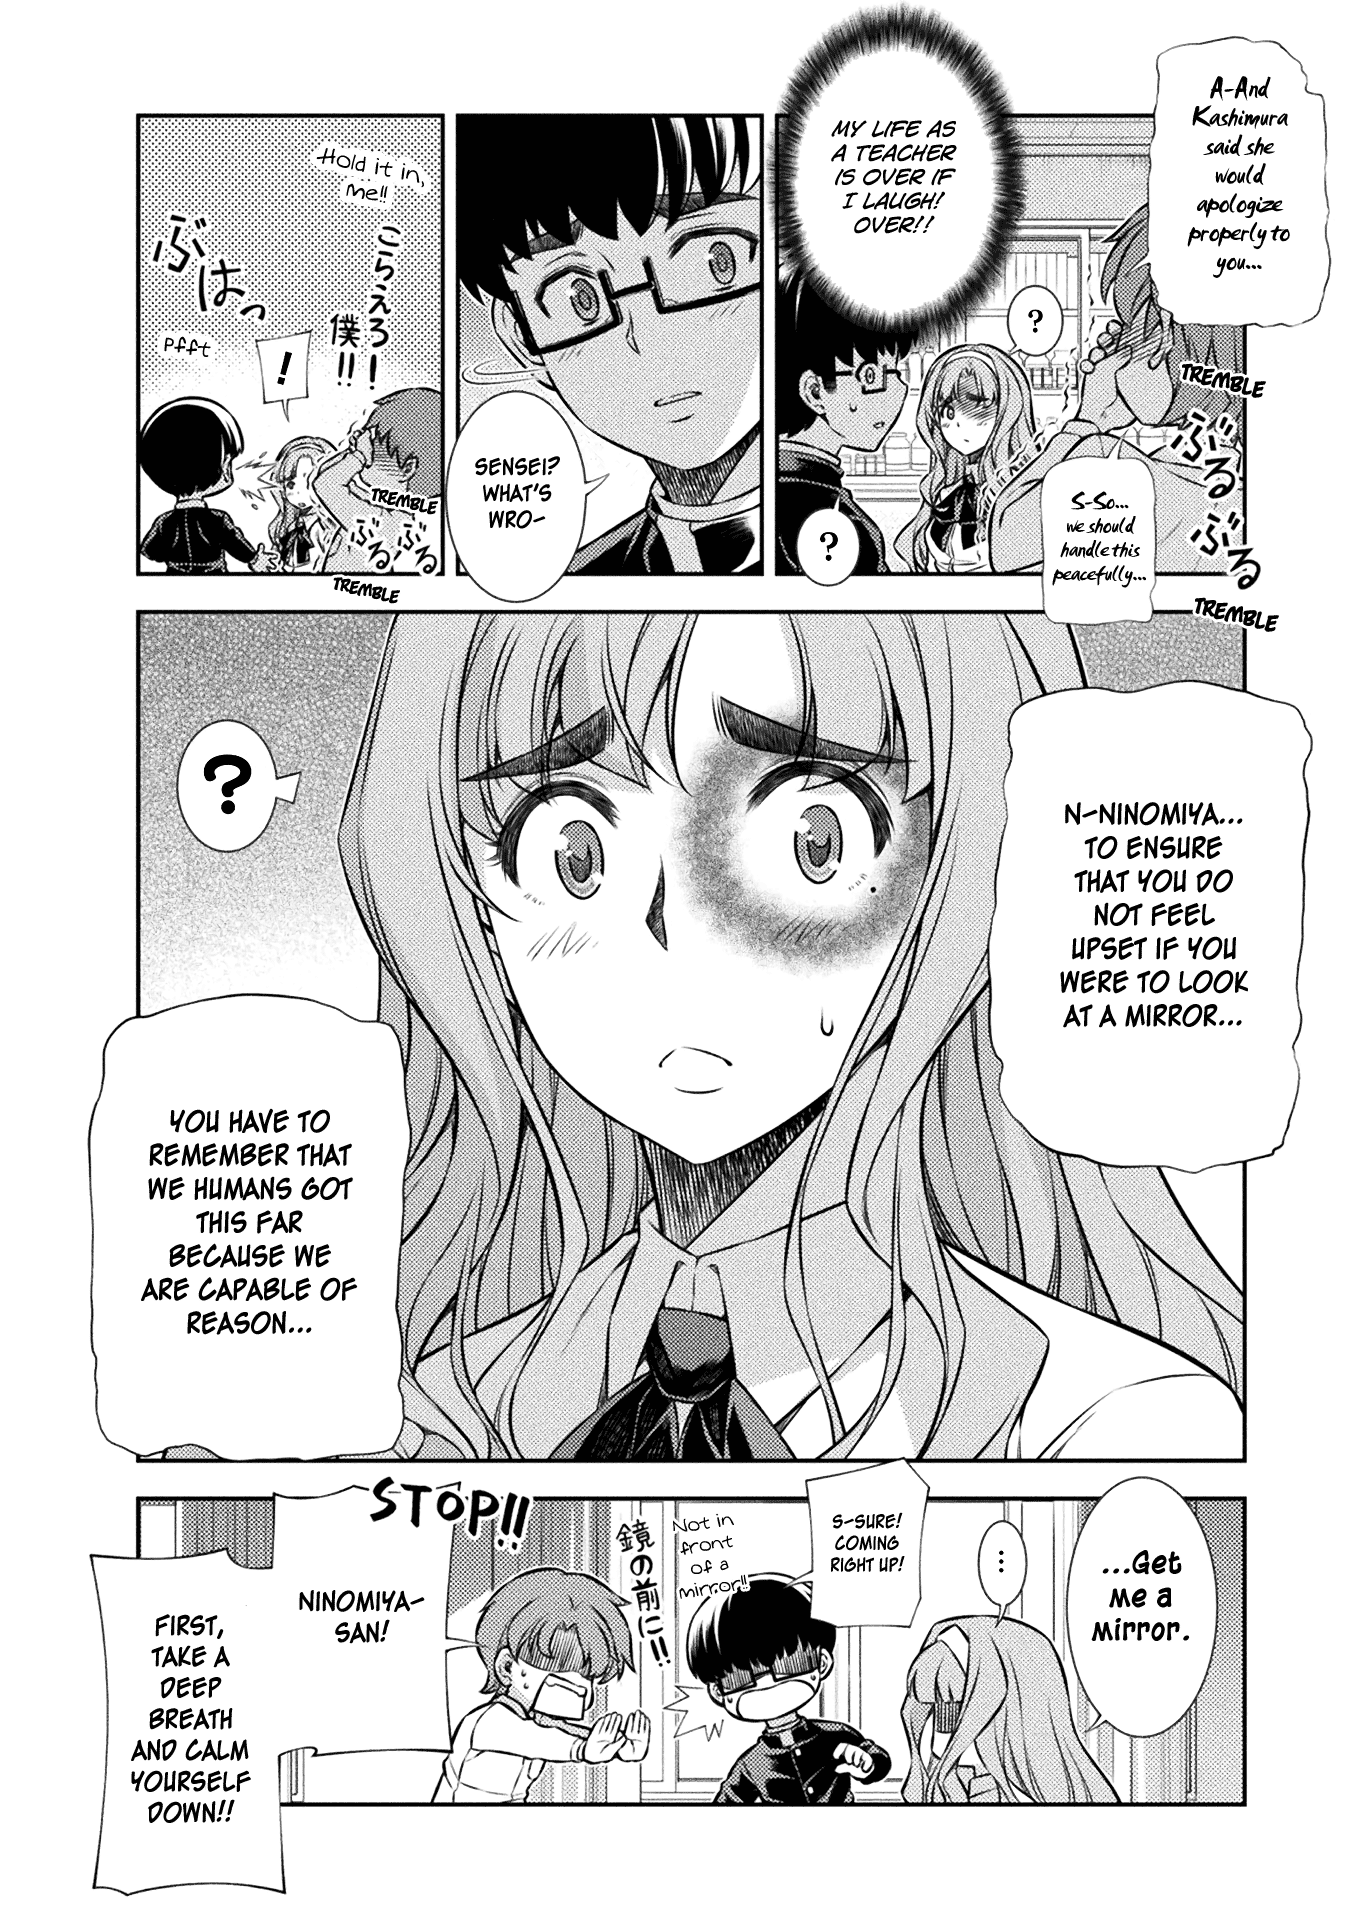 A-And
Kashimura
said she
would
apologize
properly to
you...
MY LIFE AS
A TEACHER
IS OVER IF
I LAUGH!
OVER!!
?
?
TREMBLE
ぶる
ぶる
TREMBLE
S-So...
we should
handle this
peacefully...
SENSEI?
WHAT'S
WRO-
Hold it in,
me!!
こらえろー!
僕!!
ぶはっ
Pfft
!
TREMBLE
ぶる
ぶる
TREMBLE
N-NINOMIYA...
TO ENSURE
THAT YOU DO
NOT FEEL
UPSET IF YOU
WERE TO LOOK
AT A MIRROR...
?
YOU HAVE TO
REMEMBER THAT
WE HUMANS GOT
THIS FAR
BECAUSE WE
ARE CAPABLE OF
REASON...
...Get
me a
mirror.
...
S-SURE!
COMING
RIGHT UP!
Not in
front
of a
mirror!!
鏡の前に!!
STOP!!
NINOMIYA-
SAN!
FIRST,
TAKE A
DEEP
BREATH
AND CALM
YOURSELF
DOWN!!